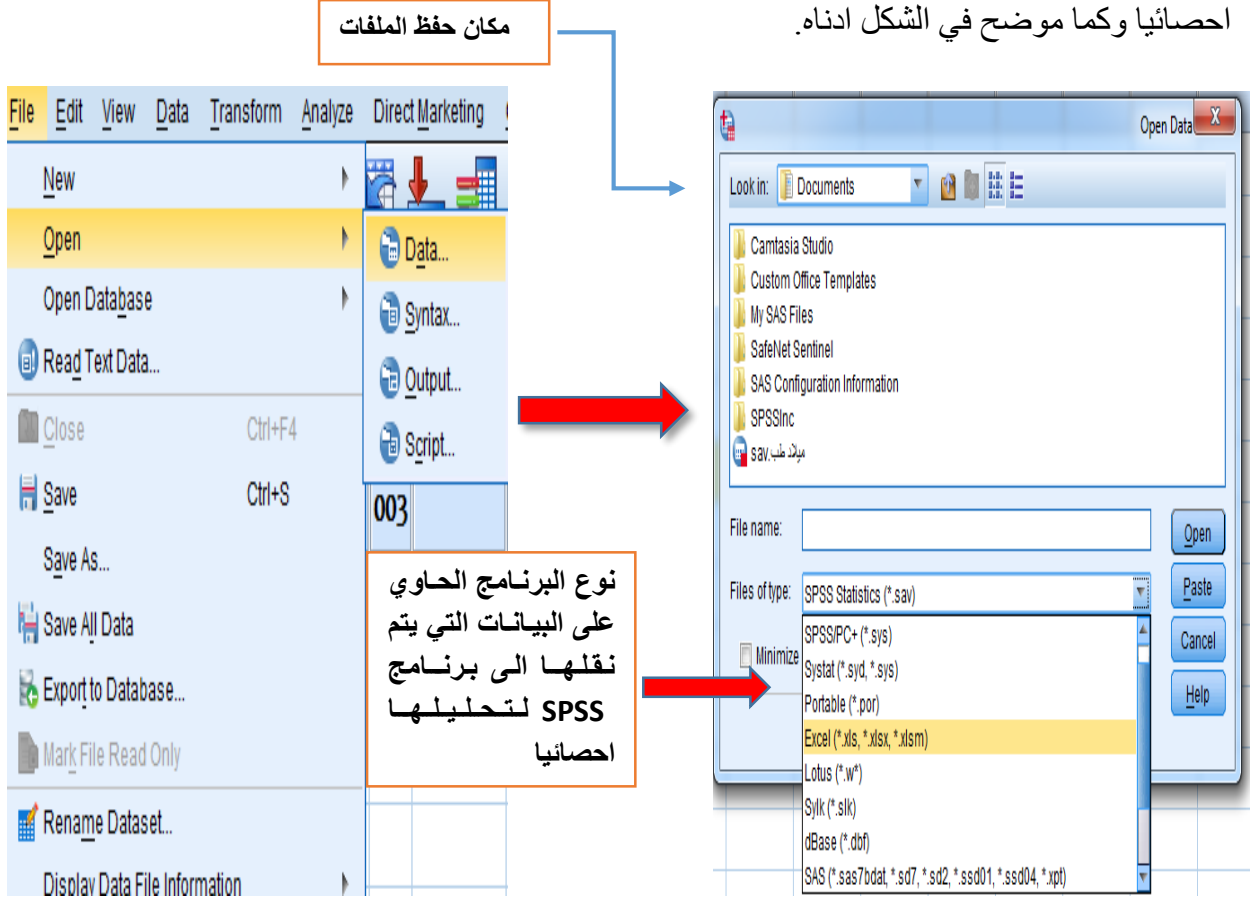 احصائيا وكما موضح في الشكل ادناه.
مكان حفظ الملفات
File Edit View Data Transform Analyze Direct Marketing
New
Open
Open Database
Read Text Data...
Close Ctrl+F4
Save Ctrl+S
Save As...
Save All Data
Export to Database...
Mark File Read Only
Rename Dataset...
Display Data File Information
Data...
Syntax...
Output...
Script...
003
نوع البرنامج الحاوي
على البيانات التي يتم
نقلها الى برنامج
SPSS لتحليلها
احصائيا
Open Data
Look in: Documents
Camtasia Studio
Custom Office Templates
My SAS Files
SafeNet Sentinel
SAS Configuration Information
SPSSInc
ميلاد طب.sav
File name:
Open
Files of type: SPSS Statistics (*.sav)
Paste
Minimize
Cancel
Help
SPSS/PC+ (*.sys)
Systat (*.syd, *.sys)
Portable (*.por)
Excel (*.xls, *.xlsx, *.xlsm)
Lotus (*.w*)
Sylk (*.slk)
dBase (*.dbf)
SAS (*.sas7bdat, *.sd7, *.sd2, *.ssd01, *.ssd04, *.xpt)